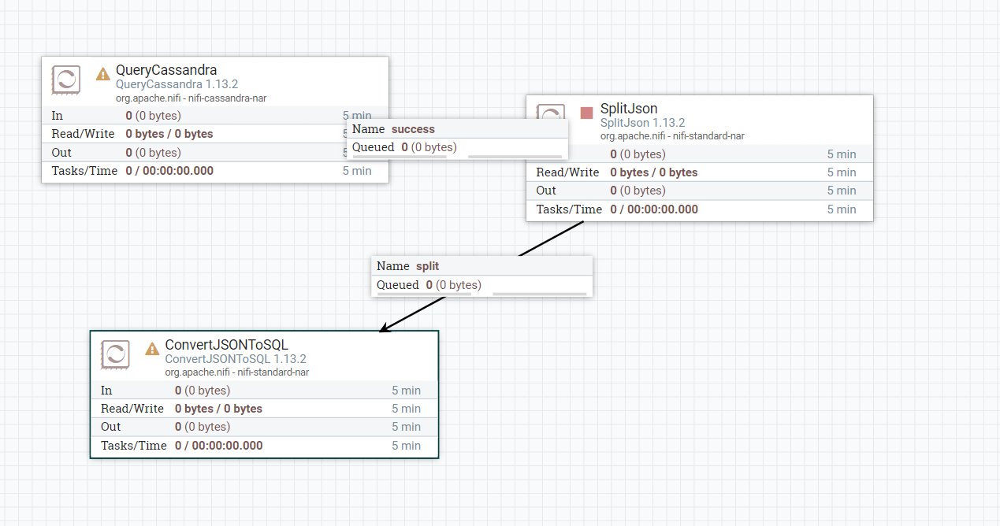 QueryCassandra
QueryCassandra 1.13.2
org.apache.nifi - nifi-cassandra-nar
In 0 (0 bytes) 5 min
Read/Write 0 bytes / 0 bytes 5
Out 0 (0 bytes) 5
Tasks/Time 0 / 00:00:00.000 5 min
Name success
Queued 0 (0 bytes)
SplitJson
SplitJson 1.13.2
org.apache.nifi - nifi-standard-nar
0 (0 bytes) 5 min
Read/Write 0 bytes / 0 bytes 5 min
Out 0 (0 bytes) 5 min
Tasks/Time 0 / 00:00:00.000 5 min
Name split
Queued 0 (0 bytes)
ConvertJSONToSQL
ConvertJSONToSQL 1.13.2
org.apache.nifi - nifi-standard-nar
In 0 (0 bytes) 5 min
Read/Write 0 bytes / 0 bytes 5 min
Out 0 (0 bytes) 5 min
Tasks/Time 0 / 00:00:00.000 5 min